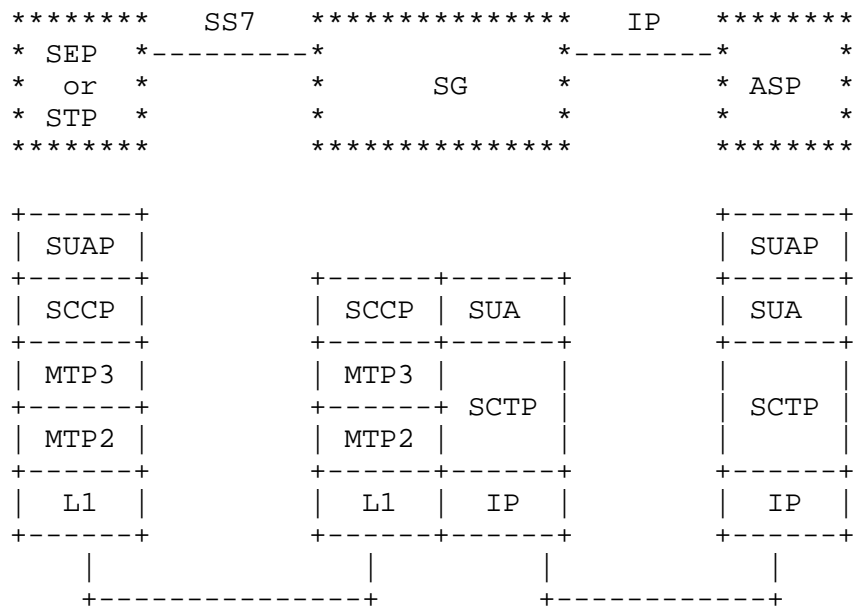 ********   SS7   ***************   IP   ********
* SEP  *---------*             *--------*      *
*  or  *         *      SG     *        * ASP  *
* STP  *         *             *        *      *
********         ***************        ********
+------+                                +------+
| SUAP |                                | SUAP |
+------+         +------+------+        +------+
| SCCP |         | SCCP | SUA  |        | SUA  |
+------+         +------+------+        +------+
| MTP3 |         | MTP3 |      |        |      |
+------+         +------+ SCTP |        | SCTP |
| MTP2 |         | MTP2 |      |        |      |
+------+         +------+------+        +------+
|  L1  |         |  L1  |  IP  |        |  IP  |
+------+         +------+------+        +------+
    |               |         |            |
    +---------------+         +------------+